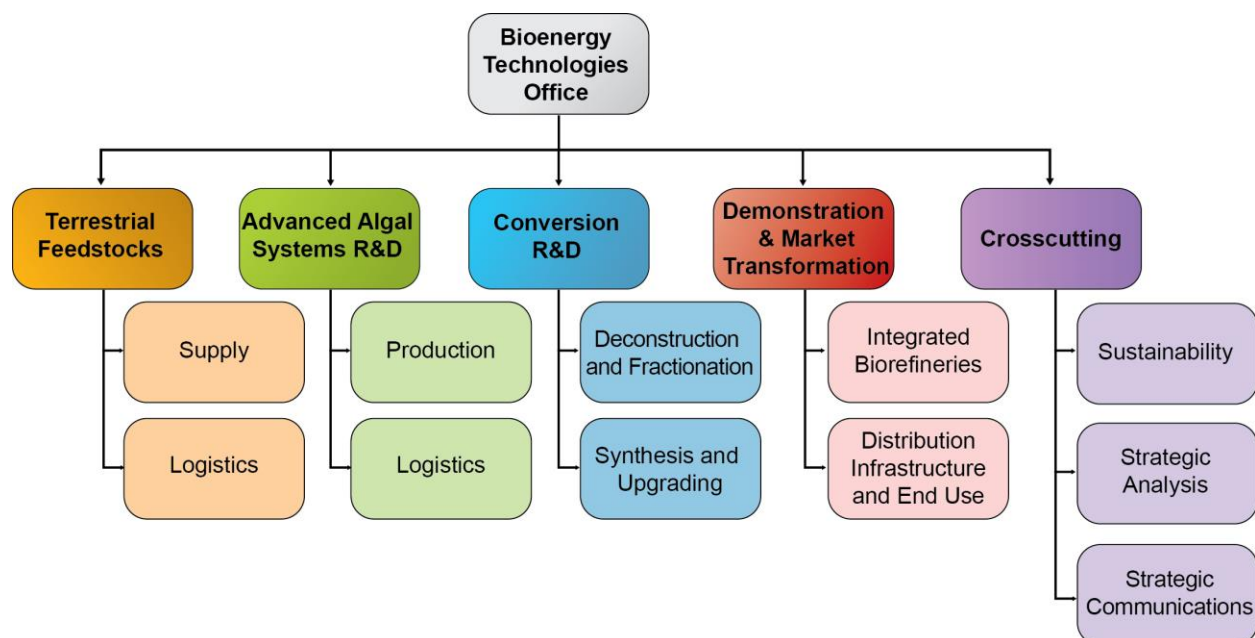 Bioenergy
Technologies
Office
Terrestrial
Feedstocks
Advanced Algal
Systems R&D
Conversion
R&D
Demonstration
& Market
Transformation
Crosscutting
Supply
Logistics
Production
Logistics
Deconstruction
and Fractionation
Synthesis and
Upgrading
Integrated
Biorefineries
Distribution
Infrastructure
and End Use
Sustainability
Strategic
Analysis
Strategic
Communications